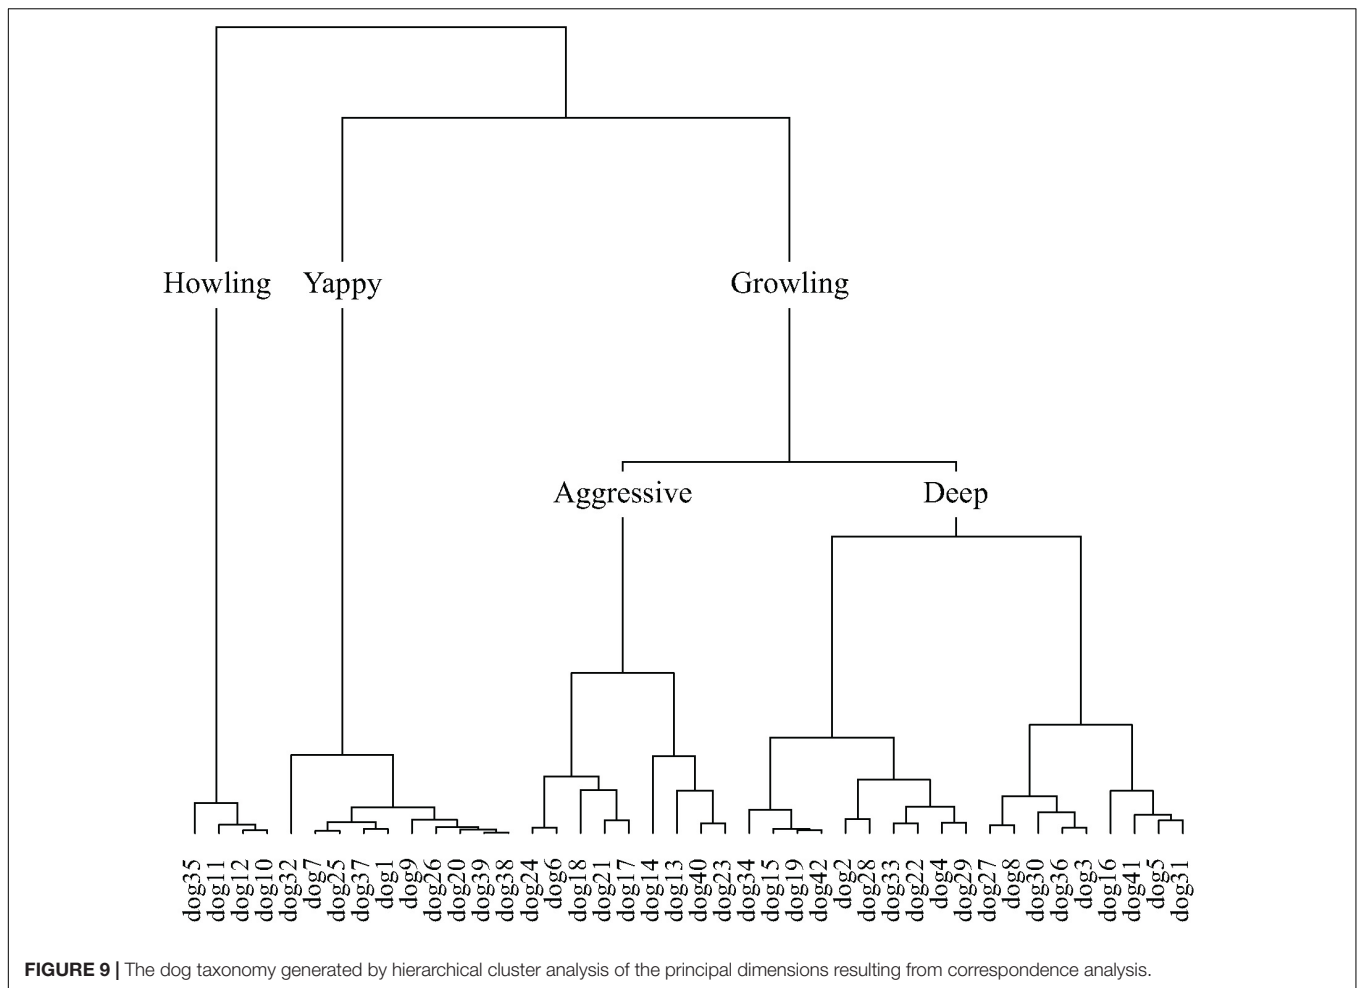 Howling Yappy Growling
Aggressive Deep
dog35 dog11 dog12 dog10 dog32 dog7 dog25 dog37 dog1 dog9 dog26 dog20 dog39 dog38 dog24 dog6 dog18 dog21 dog17 dog14 dog13 dog40 dog23 dog34 dog15 dog19 dog42 dog2 dog28 dog33 dog22 dog4 dog29 dog27 dog8 dog30 dog36 dog3 dog16 dog41 dog5 dog31
FIGURE 9 | The dog taxonomy generated by hierarchical cluster analysis of the principal dimensions resulting from correspondence analysis.